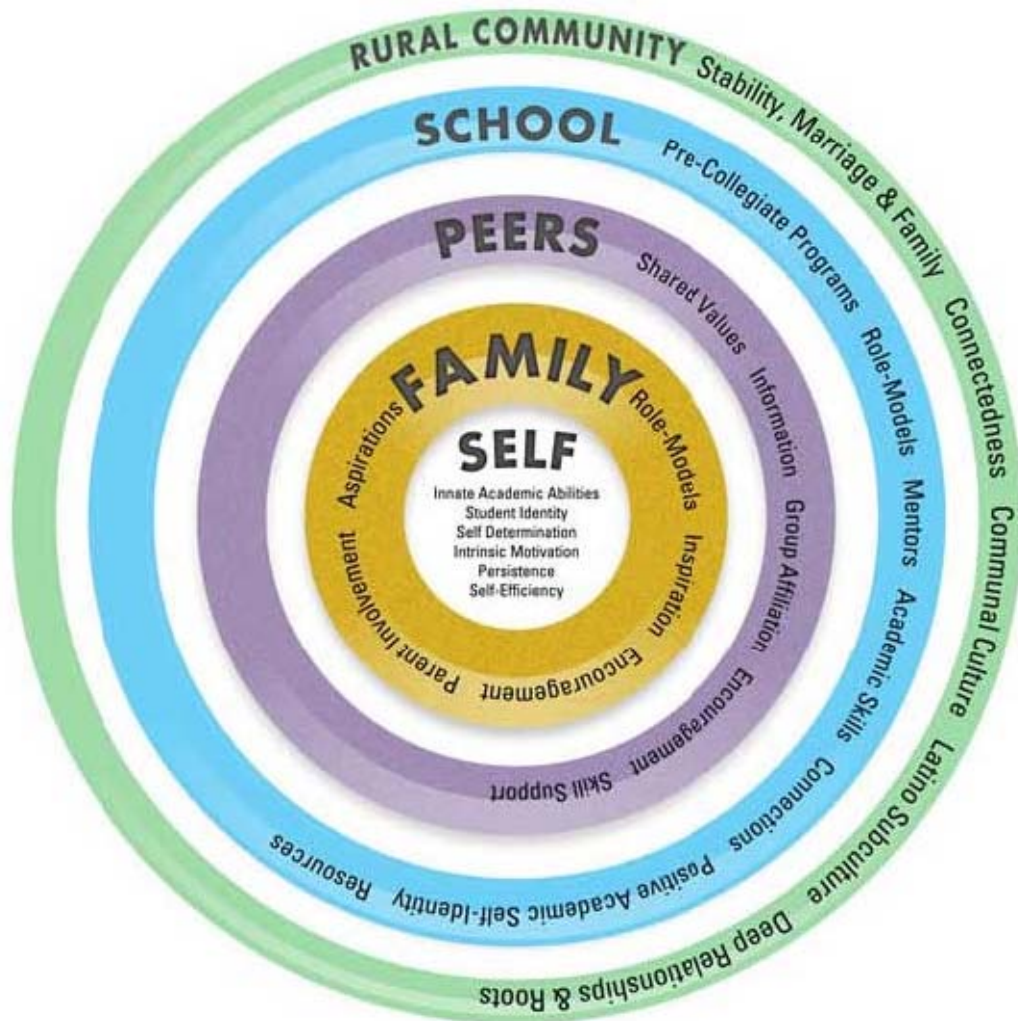 RURAL COMMUNITY
Stability, Marriage & Family
Connectedness
Communal Culture
Latino Subculture
Deep Relationships & Roots
SCHOOL
Pre-Collegiate Programs
Role-Models
Mentors
Academic Skills
Connections
Positive Academic Self-Identity
Resources
PEERS
Shared Values
Information
Group Affiliation
Encouragement
Skill Support
FAMILY
Role-Models
Inspiration
Encouragement
Parent Involvement
Aspirations
SELF
Innate Academic Abilities
Student Identity
Self Determination
Intrinsic Motivation
Persistence
Self-Efficiency